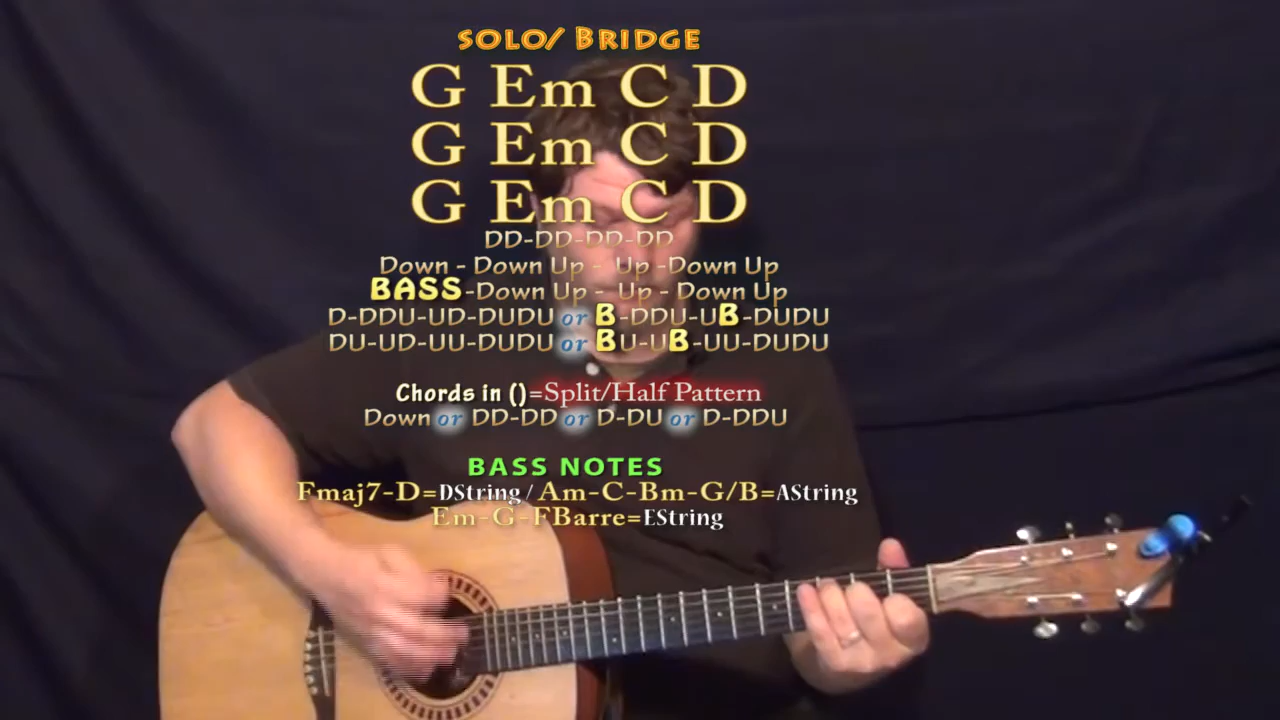 SOLO/ BRIDGE
G Em C D
G Em C D
G Em C D
DD-DD-DD-DD
Down - Down Up - Up -Down Up
BASS-Down Up - Up - Down Up
D-DDU-UD-DUDU or B-DDU-UB-DUDU
DU-UD-UU-DUDU or BU-UB-UU-DUDU
Chords in ()=Split/Half Pattern
Down or DD-DD or D-DU or D-DDU
BASS NOTES
Fmaj7-D=DString / Am-C-Bm-G/B=AString
Em-G-FBarre=EString